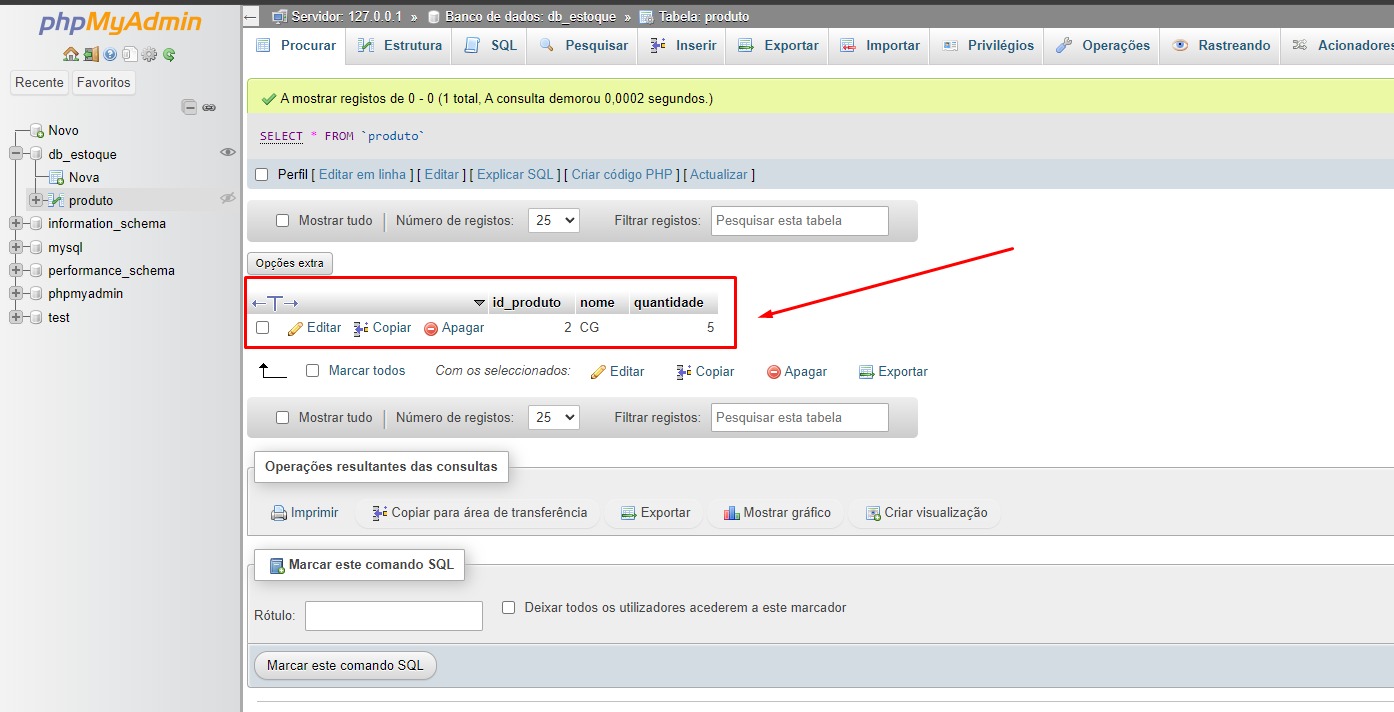 phpMyAdmin
Recente Favoritos
Novo
db_estoque
Nova
produto
information_schema
mysql
performance_schema
phpmyadmin
test
Servidor: 127.0.0.1 » Banco de dados: db_estoque » Tabela: produto
Procurar Estrutura SQL Pesquisar Inserir Exportar Importar Privilégios Operações Rastreando Acionadores
A mostrar registos de 0 - 0 (1 total, A consulta demorou 0,0002 segundos.)
SELECT * FROM `produto`
Perfil [ Editar em linha ] [ Editar ] [ Explicar SQL ] [ Criar código PHP ] [ Actualizar ]
Mostrar tudo | Número de registos: 25 Filtrar registos: Pesquisar esta tabela
Opções extra
←T→ id_produto nome quantidade
Editar Copiar Apagar 2 CG 5
Marcar todos Com os seleccionados: Editar Copiar Apagar Exportar
Mostrar tudo | Número de registos: 25 Filtrar registos: Pesquisar esta tabela
Operações resultantes das consultas
Imprimir Copiar para área de transferência Exportar Mostrar gráfico Criar visualização
Marcar este comando SQL
Rótulo: Deixar todos os utilizadores acederem a este marcador
Marcar este comando SQL